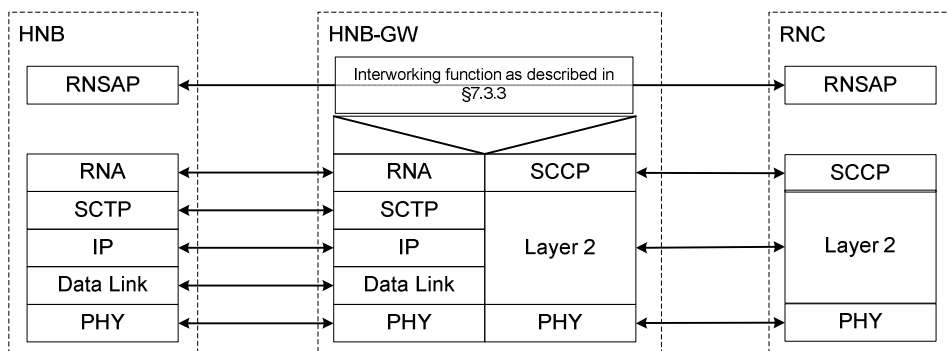 HNB
HNB-GW
RNC
RNSAP
Interworking function as described in
§7.3.3
RNSAP
RNA
RNA
SCCP
SCCP
SCTP
SCTP
IP
IP
Layer 2
Layer 2
Data Link
Data Link
PHY
PHY
PHY
PHY